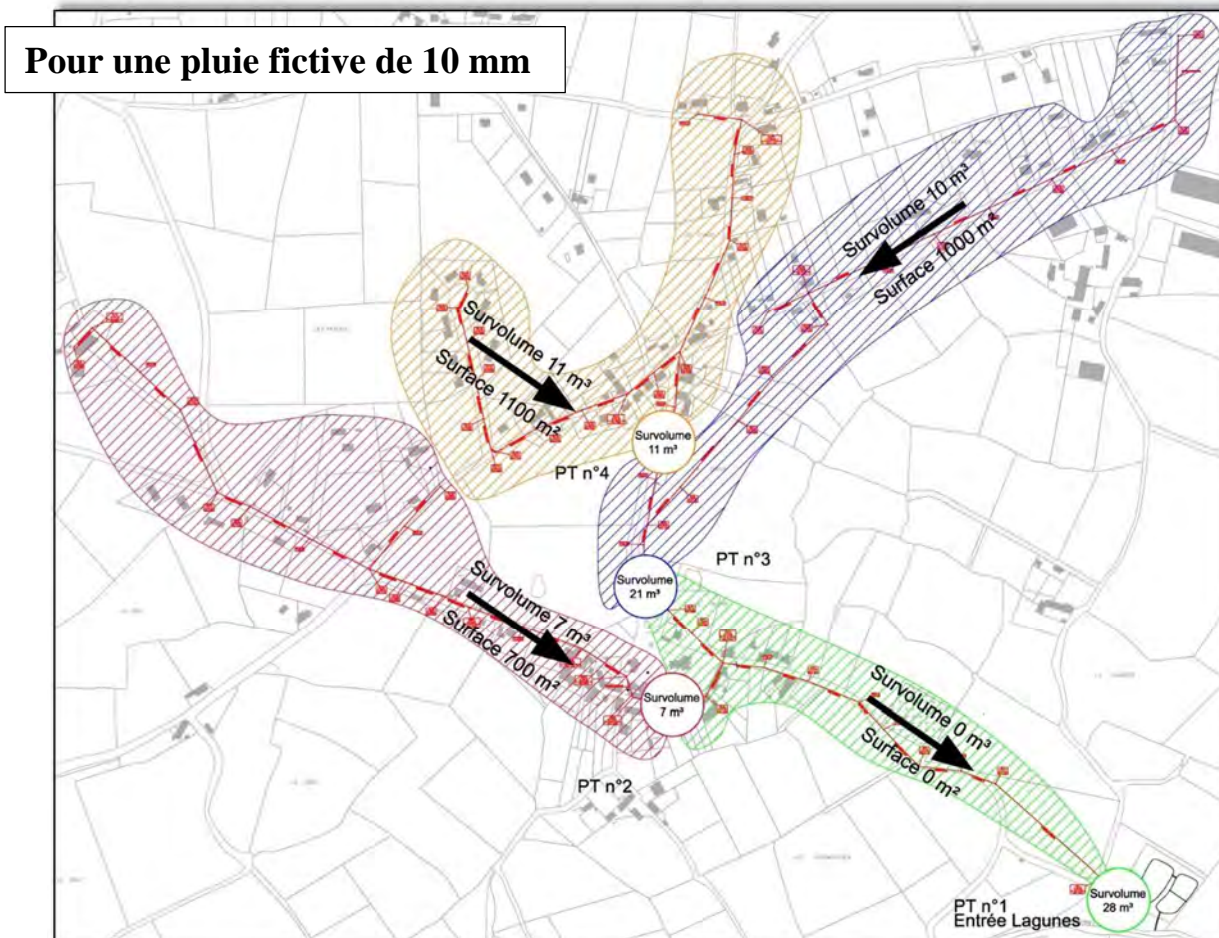 Pour une pluie fictive de 10 mm
Survolume 10 m³
Surface 1000 m²
Survolume 11 m³
Surface 1100 m²
Survolume
11 m³
PT n°4
PT n°3
Survolume
21 m³
Survolume 7 m³
Surface 700 m²
Survolume
7 m³
PT n°2
Survolume 0 m³
Surface 0 m²
PT n°1
Entrée Lagunes
Survolume
28 m³